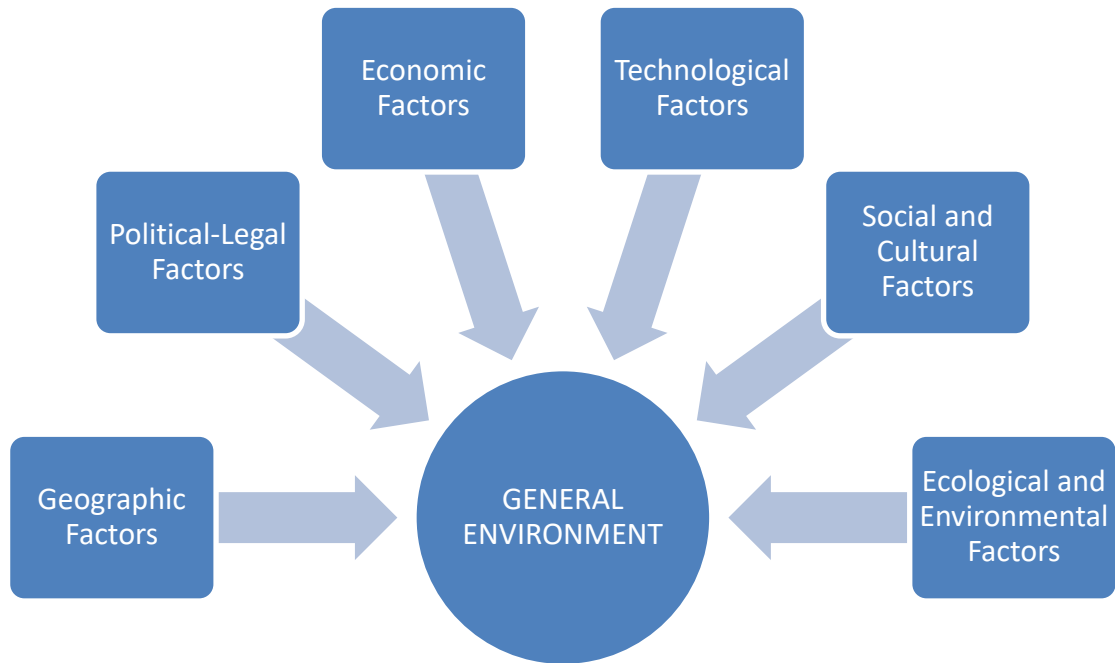 Economic
Factors
Technological
Factors
Political-Legal
Factors
Social and
Cultural
Factors
Geographic
Factors
GENERAL
ENVIRONMENT
Ecological and
Environmental
Factors